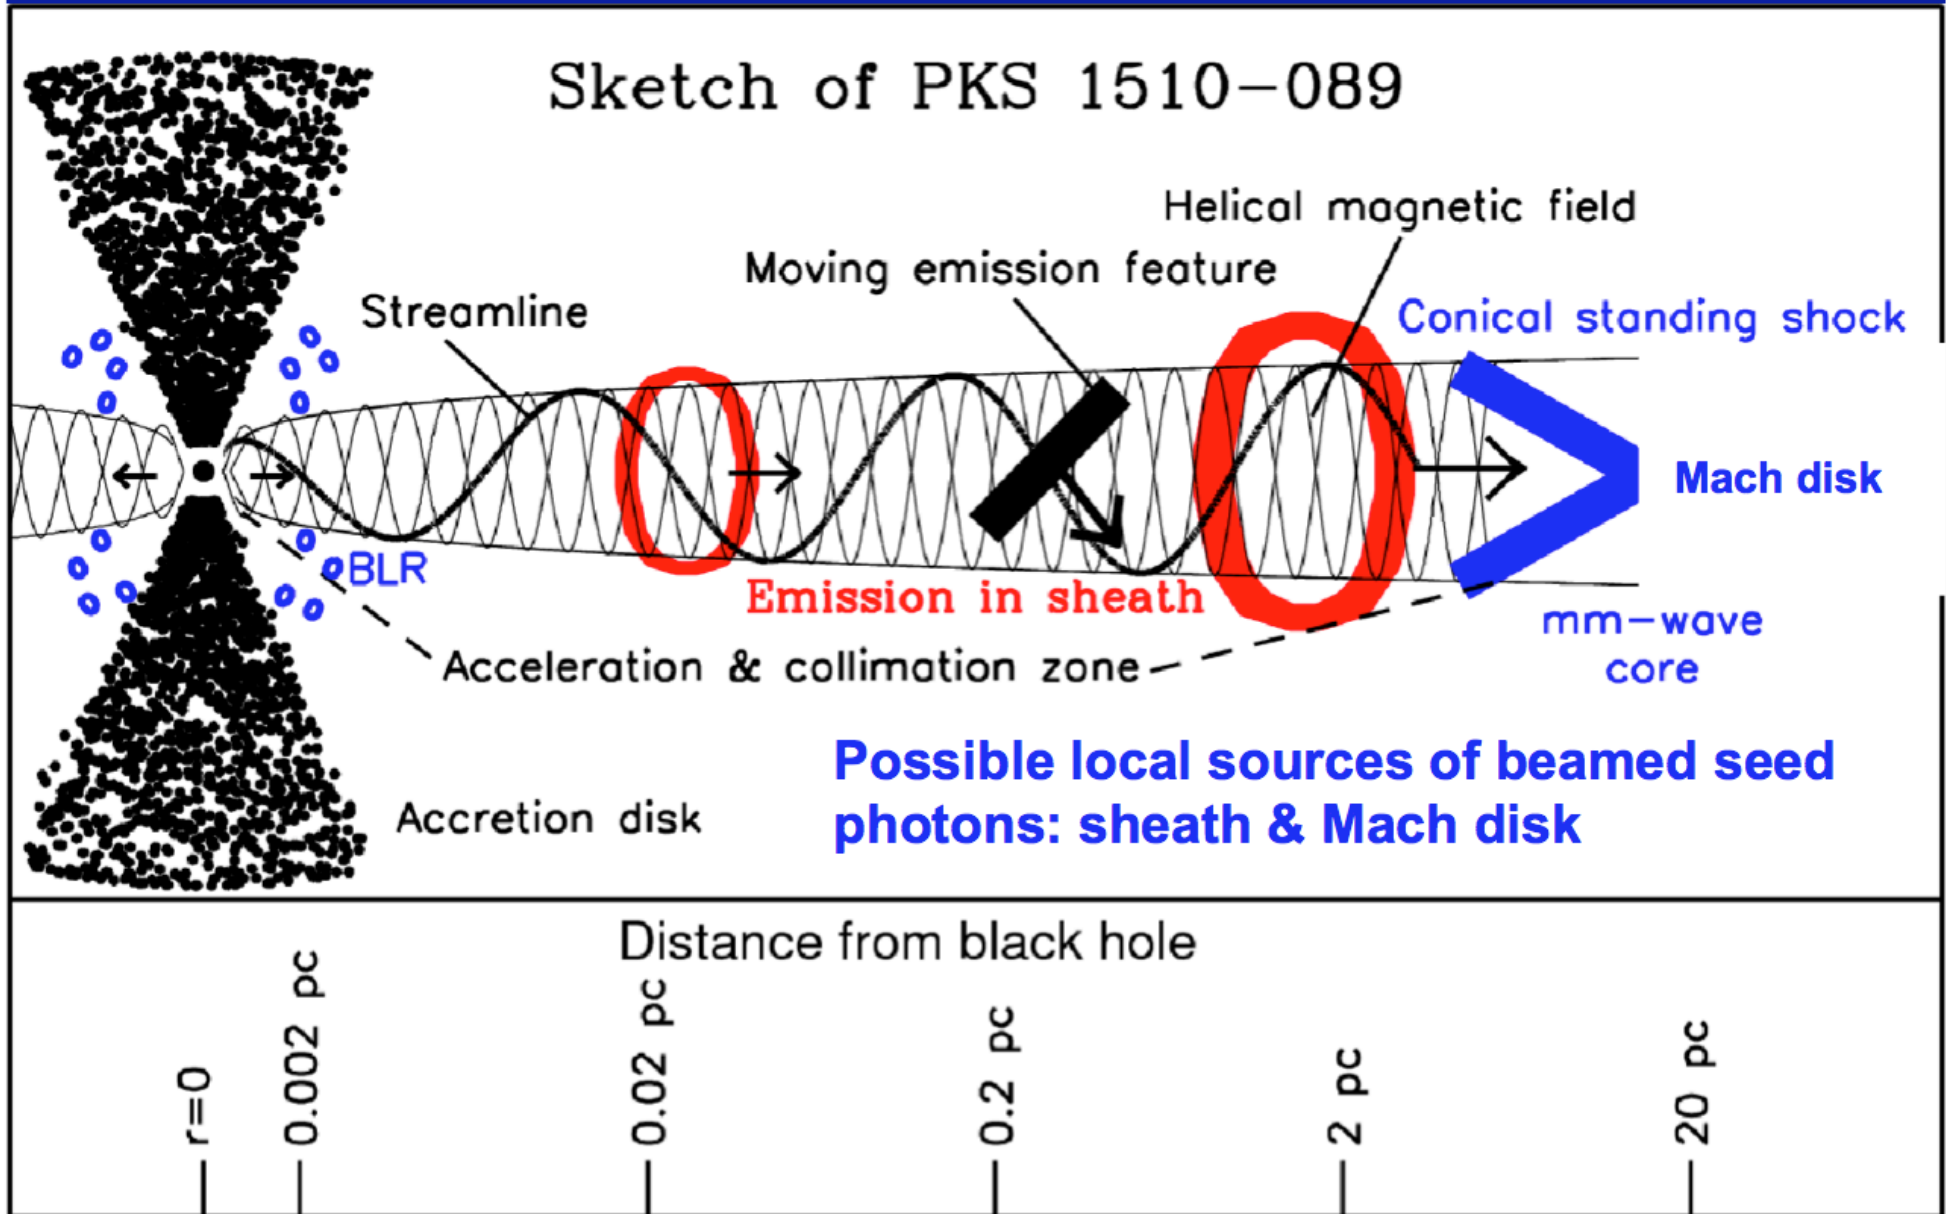 Sketch of PKS 1510-089
Helical magnetic field
Moving emission feature
Streamline
Conical standing shock
Mach disk
BLR
Emission in sheath
mm-wave
core
Acceleration & collimation zone
Possible local sources of beamed seed
photons: sheath & Mach disk
Accretion disk
Distance from black hole
r=0
0.002 pc
0.02 pc
0.2 pc
2 pc
20 pc